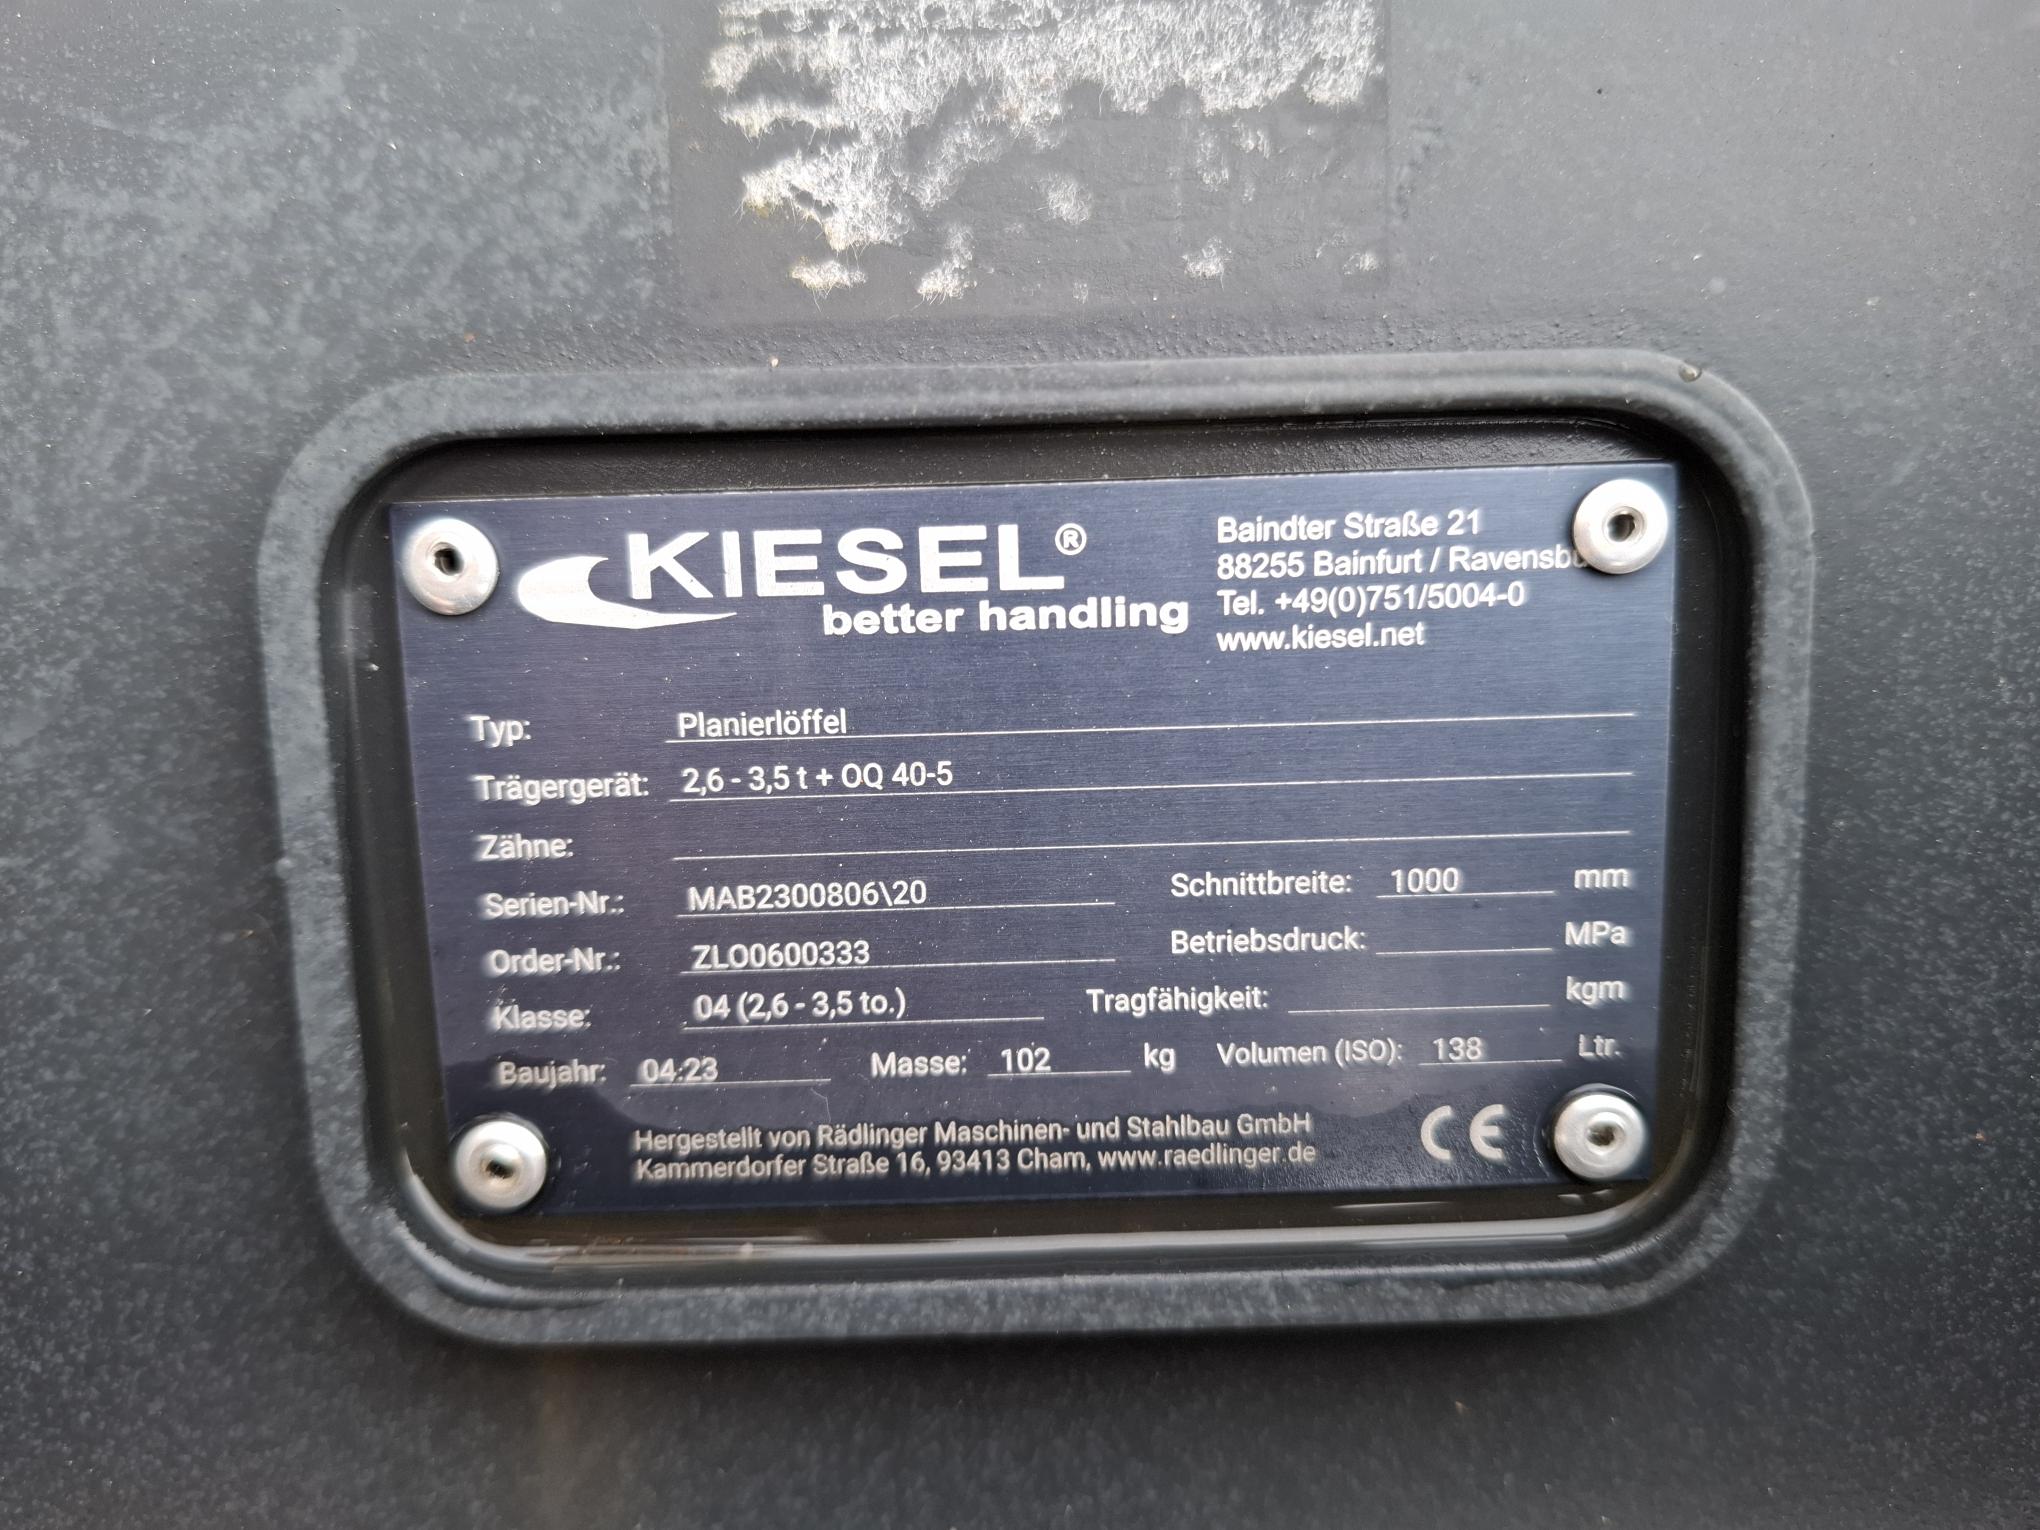 KIESEL®
better handling
Baindter Straße 21
88255 Bainfurt /
Tel. +49(0)751/5004-0
www.kiesel.net
Typ: Planierlöffel
Trägergerät: 2,6 - 3,5 t + OQ 40-5
Zähne:
Serien-Nr.: MAB2300806\20 Schnittbreite: 1000 mm
Order-Nr.: ZLO0600333 Betriebsdruck: MPa
Klasse: 04 (2,6 - 3,5 to.) Tragfähigkeit: kgm
Baujahr: 04:23 Masse: 102 kg Volumen (ISO): 138 Ltr.
Hergestellt von Rädlinger Maschinen- und Stahlbau GmbH
Kammerdorfer Straße 16, 93413 Cham, www.raedlinger.de
CE